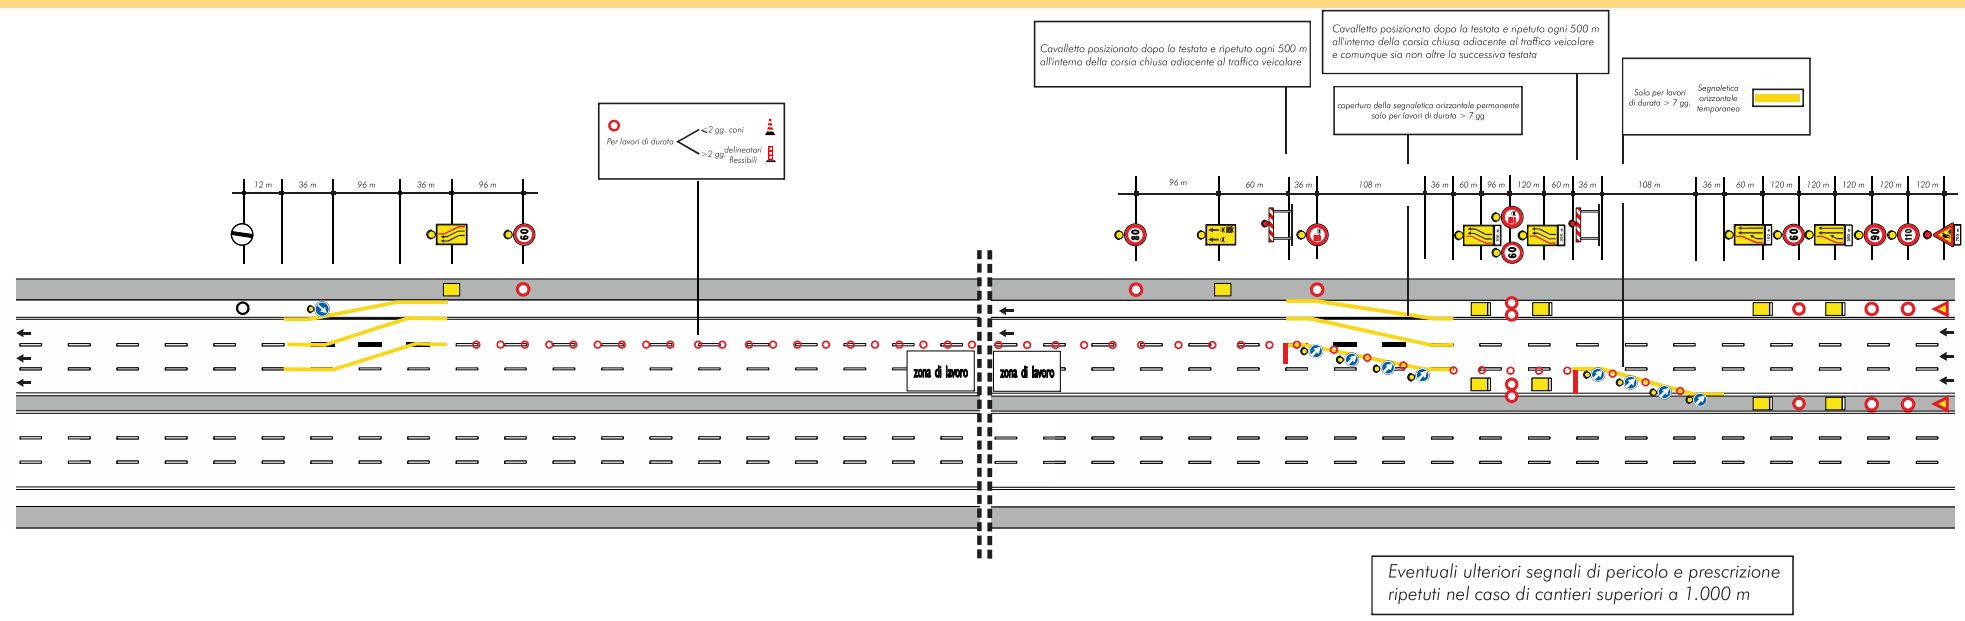 Cavalletto posizionato dopo la testata e ripetuto ogni 500 m
all'interno della corsia chiusa adiacente al traffico veicolare
Cavalletto posizionato dopo la testata e ripetuto ogni 500 m
all'interno della corsia chiusa adiacente al traffico veicolare
e comunque sia non oltre la successiva testata
copertura della segnaletica orizzontale permanente
solo per lavori di durata > 7 gg
Solo per lavori
di durata > 7 gg.
Segnaletica
orizzontale
temporanea
Per lavori di durata
<2 gg. coni
>2 gg. delineatori
flessibili
12 m 36 m 96 m 36 m 96 m
96 m 60 m 36 m 108 m 36 m 60 m 96 m 120 m 60 m 36 m 108 m 36 m 60 m 120 m 120 m 120 m 120 m 120 m
60
80
60
60
90
110
zona di lavoro
zona di lavoro
Eventuali ulteriori segnali di pericolo e prescrizione
ripetuti nel caso di cantieri superiori a 1.000 m